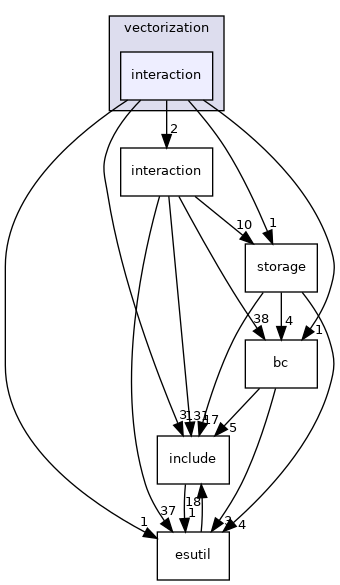 vectorization
interaction
2
interaction
10 1
storage
38 4 1
bc
3 131 17 5
include
18
37 1
1 3 4
esutil